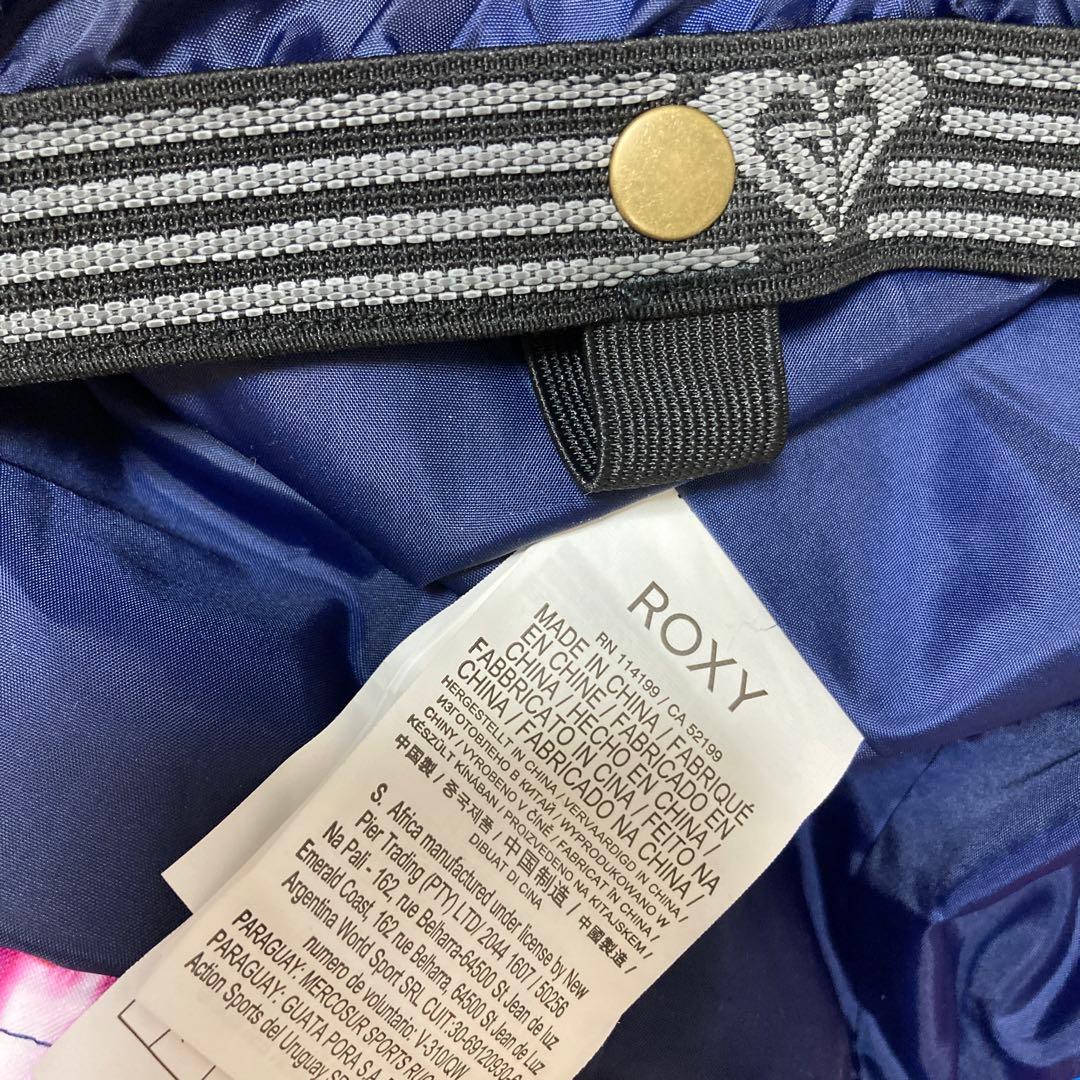 ROXY
RN 114199 / CA 52199
MADE IN CHINA / FABRIQUÉ
EN CHINE / FABRICADO EN
CHINA / HECHO EN CHINA /
FABBRICATO IN CINA / FEITO NA
CHINA / FABRICADO NA CHINA /
HERGESTELLT IN CHINA / VERVAARDIGD IN CHINA /
ИЗГОТОВЛЕНО В КИТАЙ / WYPRODUKOWANO W
CHINY / VYROBENO V ČÍNĚ / FABRICAT ÎN CHINA /
KÉSZÜLT KÍNÁBAN / PROIZVEDENO NA KITAJSKEM /
DIBUAT DI CINA
中国製 / 중국제품 / 中国制造 / 中國製造 /
S. Africa manufactured under license by New
Pier Trading (PTY) LTD/ 2044 1607 / 50256
Na Pali - 162, rue Belharra-64500 St Jean de luz
Emerald Coast, 162 rue Belharra, 64500 St Jean de Luz
Argentina World Sport SRL CUIT:30-69120930-
numero de voluntario: V-310/QW
PARAGUAY: MERCOSUR SPORTS
PARAGUAY: GUATA PORA S.A.
Action Sports del Uruguay